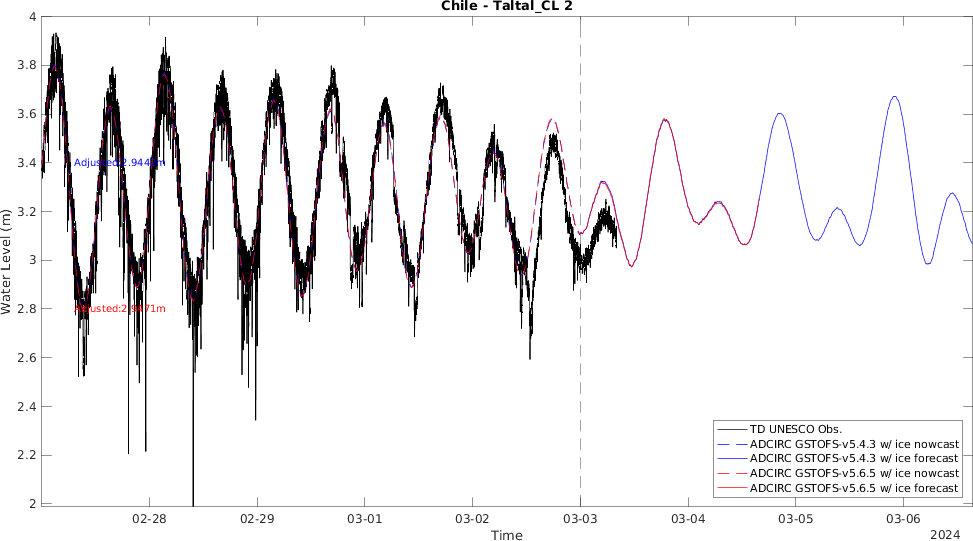 Chile - Taltal_CL 2
4
3.8
3.6
3.4
3.2
3
2.8
2.6
2.4
2.2
2
Water Level (m)
02-28
02-29
03-01
03-02
03-03
03-04
03-05
03-06
Time
2024
TD UNESCO Obs.
ADCIRC GSTOFS-v5.4.3 w/ ice nowcast
ADCIRC GSTOFS-v5.4.3 w/ ice forecast
ADCIRC GSTOFS-v5.6.5 w/ ice nowcast
ADCIRC GSTOFS-v5.6.5 w/ ice forecast